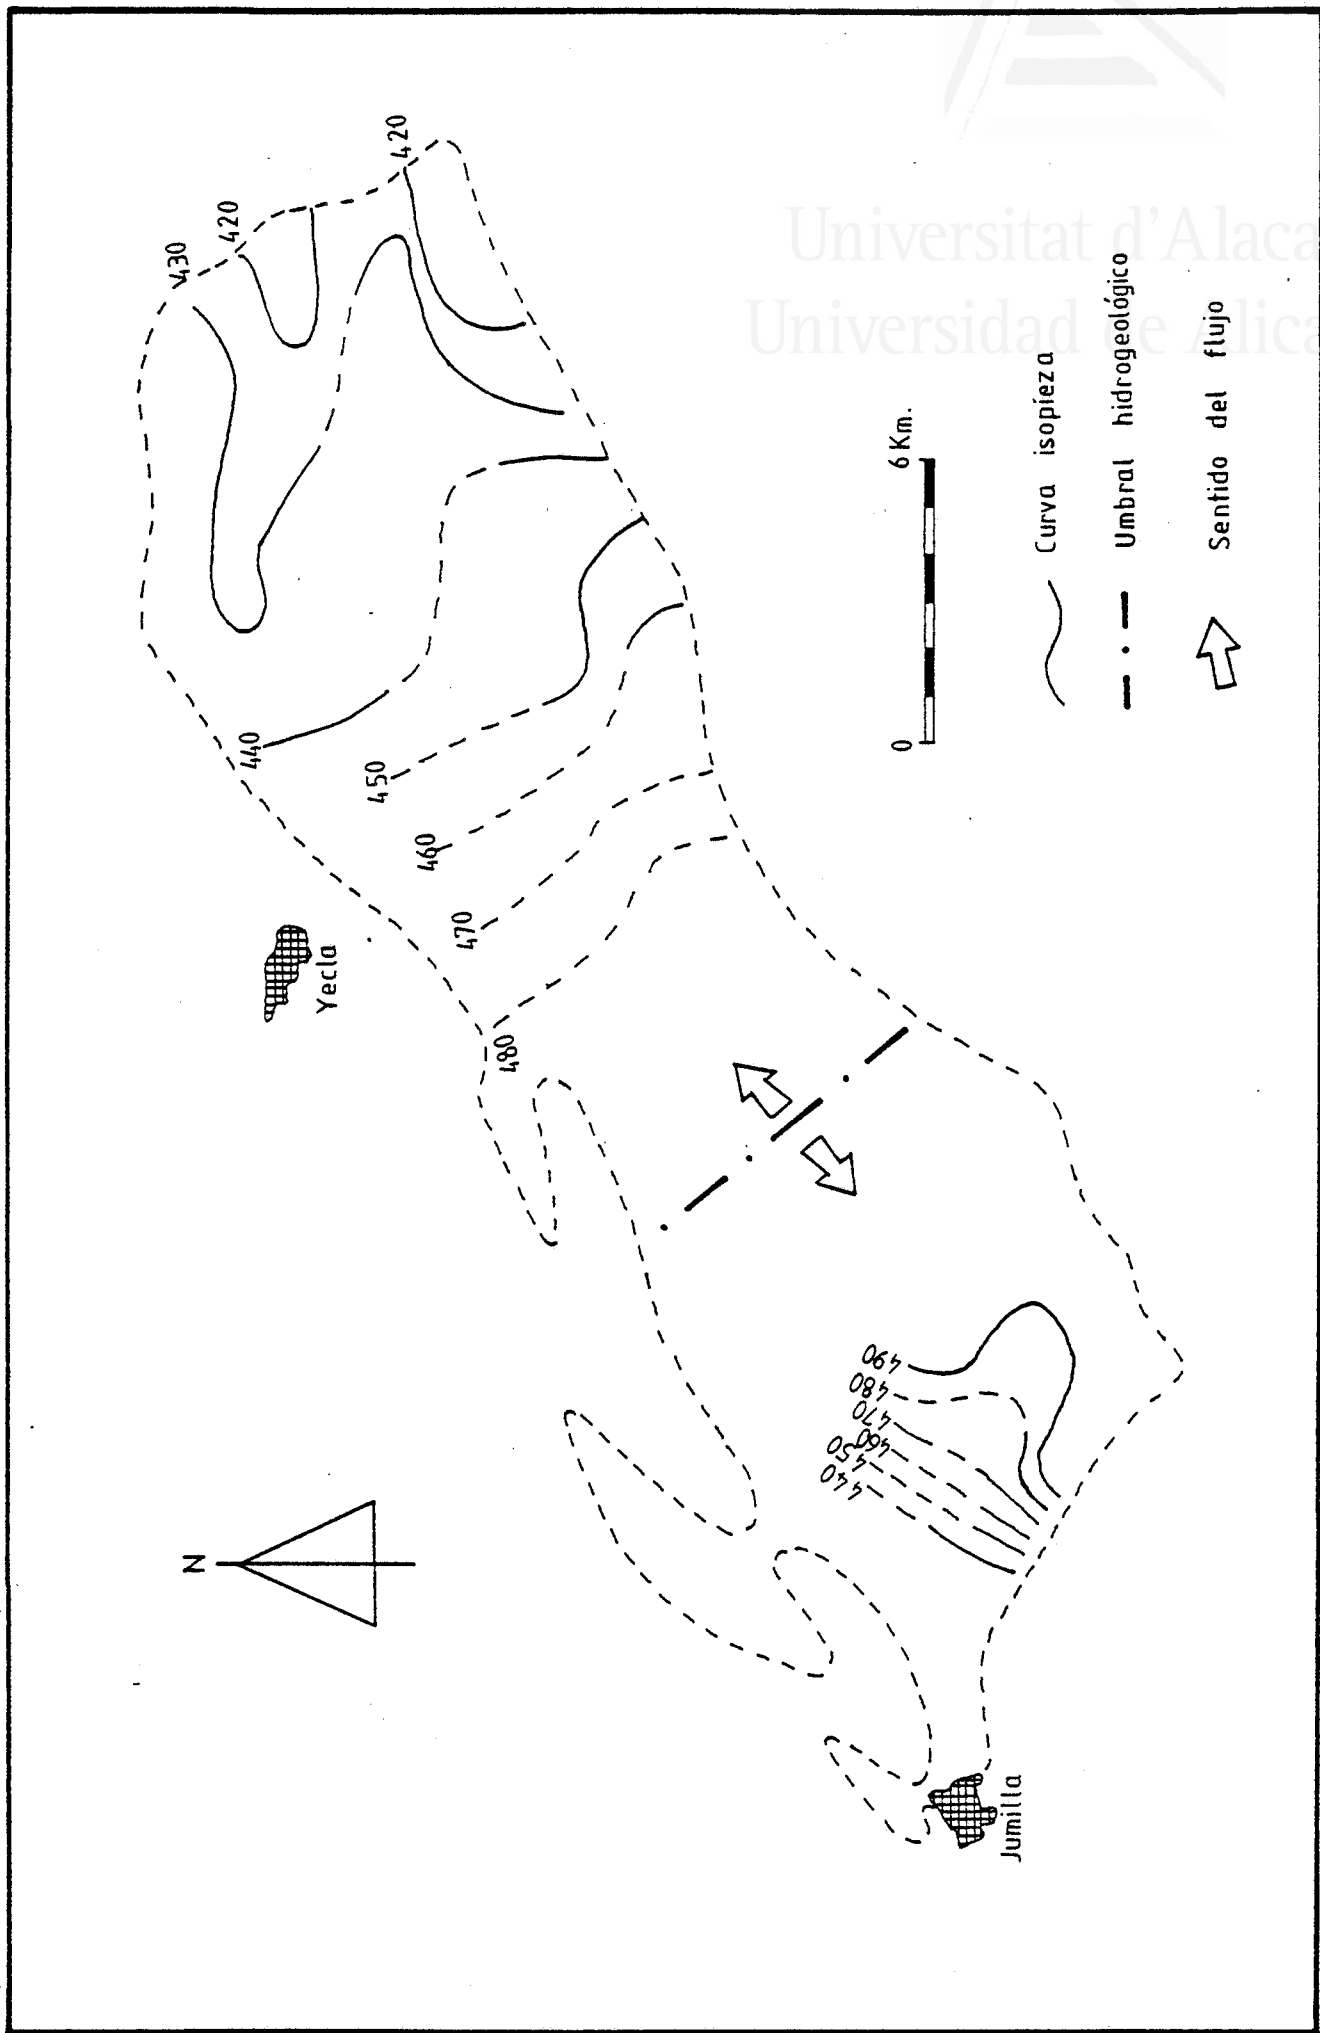 Universitat d'Alaca
Universidad de Alica
N
430
420
420
440
450
460
470
480
Yecla
490
480
470
460
450
440
Jumilla
0
6 Km.
Curva isopieza
Umbral hidrogeológico
Sentido del flujo